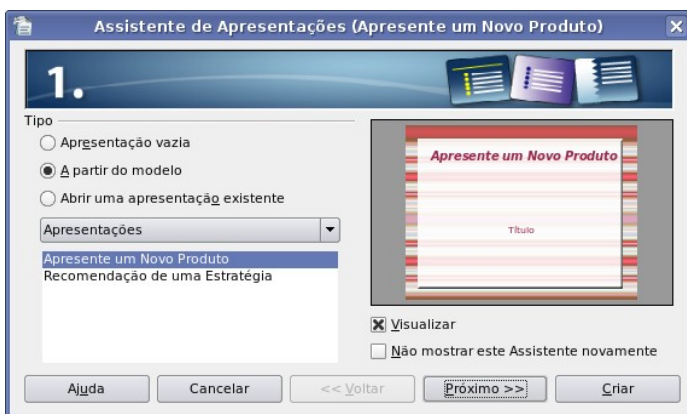 Assistente de Apresentações (Apresente um Novo Produto)
1.
Tipo
Apresentação vazia
A partir do modelo
Abrir uma apresentação existente
Apresentações
Apresente um Novo Produto
Recomendação de uma Estratégia
Apresente um Novo Produto
Título
Visualizar
Não mostrar este Assistente novamente
Ajuda
Cancelar
<< Voltar
Próximo >>
Criar